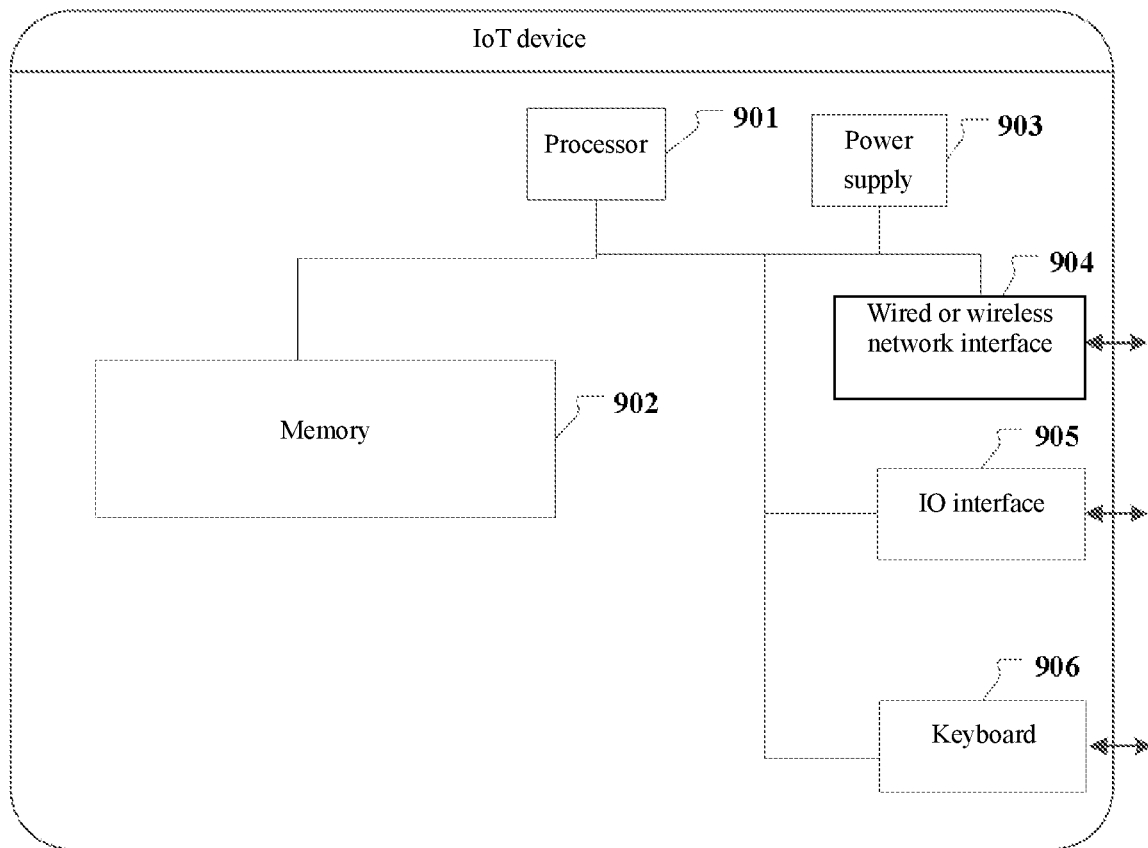 IoT device
Processor
901
Power
supply
903
904
Wired or wireless
network interface
Memory
902
905
IO interface
906
Keyboard